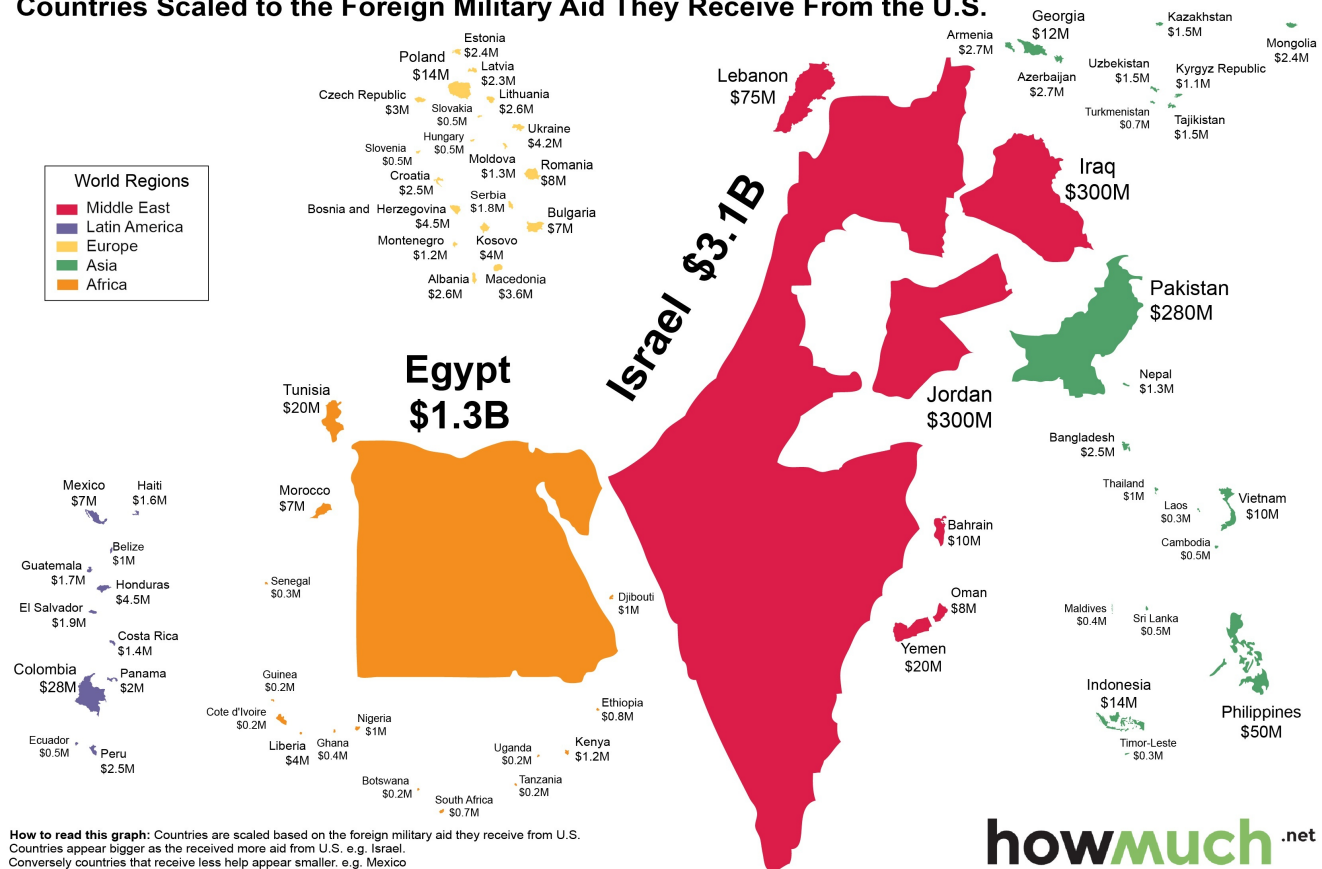 Countries Scaled to the Foreign Military Aid They Receive From the U.S.
World Regions
Middle East
Latin America
Europe
Asia
Africa
Estonia
$2.4M
Poland
$14M
Latvia
$2.3M
Czech Republic
$3M
Lithuania
$2.6M
Slovakia
$0.5M
Ukraine
$4.2M
Hungary
$0.5M
Slovenia
$0.5M
Moldova
$1.3M
Romania
$8M
Croatia
$2.5M
Serbia
$1.8M
Bosnia and Herzegovina
$4.5M
Bulgaria
$7M
Montenegro
$1.2M
Kosovo
$4M
Albania
$2.6M
Macedonia
$3.6M
Lebanon
$75M
Israel $3.1B
Armenia
$2.7M
Georgia
$12M
Azerbaijan
$2.7M
Kazakhstan
$1.5M
Mongolia
$2.4M
Uzbekistan
$1.5M
Kyrgyz Republic
$1.1M
Turkmenistan
$0.7M
Tajikistan
$1.5M
Iraq
$300M
Pakistan
$280M
Nepal
$1.3M
Jordan
$300M
Bangladesh
$2.5M
Thailand
$1M
Laos
$0.3M
Vietnam
$10M
Cambodia
$0.5M
Bahrain
$10M
Oman
$8M
Yemen
$20M
Maldives
$0.4M
Sri Lanka
$0.5M
Indonesia
$14M
Philippines
$50M
Timor-Leste
$0.3M
Egypt
$1.3B
Tunisia
$20M
Morocco
$7M
Senegal
$0.3M
Djibouti
$1M
Guinea
$0.2M
Cote d'Ivoire
$0.2M
Liberia
$4M
Ghana
$0.4M
Nigeria
$1M
Ethiopia
$0.8M
Uganda
$0.2M
Kenya
$1.2M
Botswana
$0.2M
Tanzania
$0.2M
South Africa
$0.7M
Mexico
$7M
Haiti
$1.6M
Belize
$1M
Guatemala
$1.7M
Honduras
$4.5M
El Salvador
$1.9M
Costa Rica
$1.4M
Colombia
$28M
Panama
$2M
Ecuador
$0.5M
Peru
$2.5M
How to read this graph: Countries are scaled based on the foreign military aid they receive from U.S.
Countries appear bigger as the received more aid from U.S. e.g. Israel.
Conversely countries that receive less help appear smaller. e.g. Mexico
howmuch.net